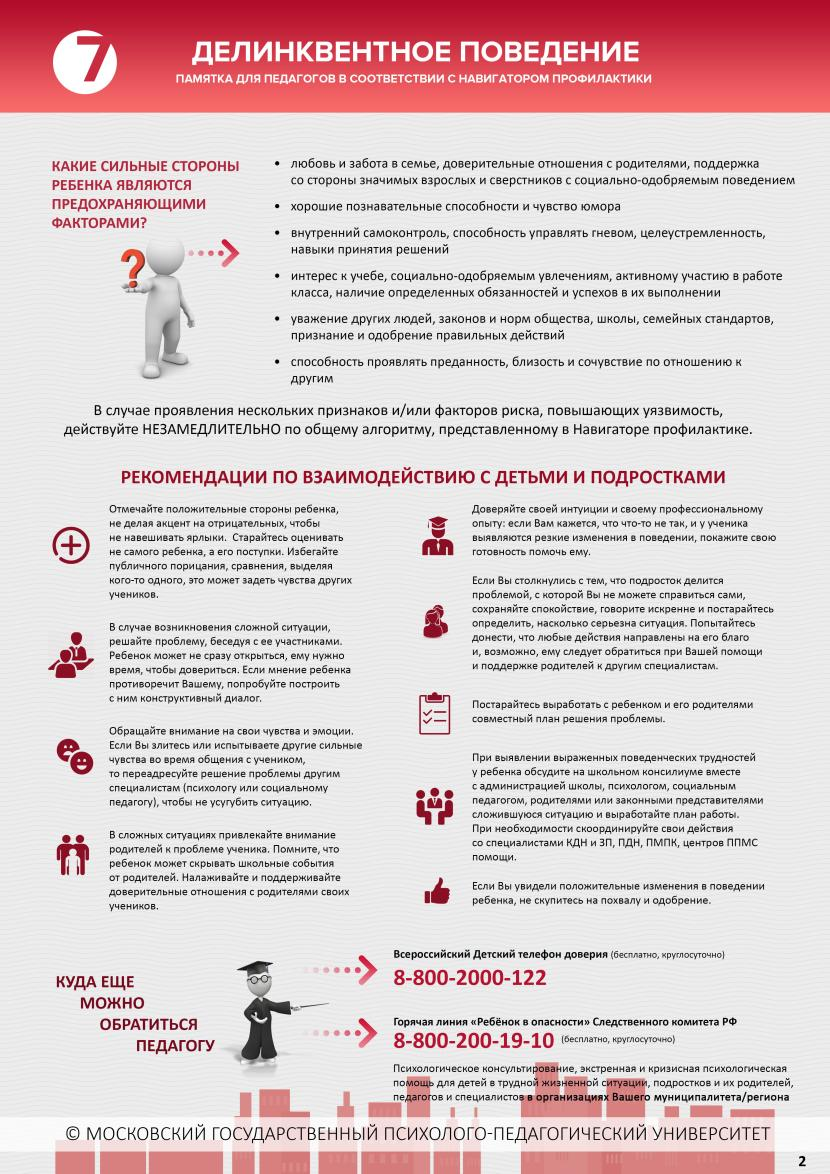 7
ДЕЛИНКВЕНТНОЕ ПОВЕДЕНИЕ
ПАМЯТКА ДЛЯ ПЕДАГОГОВ В СООТВЕТСТВИИ С НАВИГАТОРОМ ПРОФИЛАКТИКИ
КАКИЕ СИЛЬНЫЕ СТОРОНЫ
РЕБЕНКА ЯВЛЯЮТСЯ
ПРЕДОХРАНЯЮЩИМИ
ФАКТОРАМИ?
?
• любовь и забота в семье, доверительные отношения с родителями, поддержка
со стороны значимых взрослых и сверстников с социально-одобряемым поведением
• хорошие познавательные способности и чувство юмора
• внутренний самоконтроль, способность управлять гневом, целеустремленность,
навыки принятия решений
• интерес к учебе, социально-одобряемым увлечениям, активному участию в работе
класса, наличие определенных обязанностей и успехов в их выполнении
• уважение других людей, законов и норм общества, школы, семейных стандартов,
признание и одобрение правильных действий
• способность проявлять преданность, близость и сочувствие по отношению к
другим
В случае проявления нескольких признаков и/или факторов риска, повышающих уязвимость,
действуйте НЕЗАМЕДЛИТЕЛЬНО по общему алгоритму, представленному в Навигаторе профилактике.
РЕКОМЕНДАЦИИ ПО ВЗАИМОДЕЙСТВИЮ С ДЕТЬМИ И ПОДРОСТКАМИ
Отмечайте положительные стороны ребенка,
не делая акцент на отрицательных, чтобы
не навешивать ярлыки. Старайтесь оценивать
не самого ребенка, а его поступки. Избегайте
публичного порицания, сравнения, выделяя
кого-то одного, это может задеть чувства других
учеников.
В случае возникновения сложной ситуации,
решайте проблему, беседуя с ее участниками.
Ребенок может не сразу открыться, ему нужно
время, чтобы довериться. Если мнение ребенка
противоречит Вашему, попробуйте построить
с ним конструктивный диалог.
Обращайте внимание на свои чувства и эмоции.
Если Вы злитесь или испытываете другие сильные
чувства во время общения с учеником,
то переадресуйте решение проблемы другим
специалистам (психологу или социальному
педагогу), чтобы не усугубить ситуацию.
В сложных ситуациях привлекайте внимание
родителей к проблеме ученика. Помните, что
ребенок может скрывать школьные события
от родителей. Налаживайте и поддерживайте
доверительные отношения с родителями своих
учеников.
Доверяйте своей интуиции и своему профессиональному
опыту: если Вам кажется, что что-то не так, и у ученика
выявляются резкие изменения в поведении, покажите свою
готовность помочь ему.
Если Вы столкнулись с тем, что подросток делится
проблемой, с которой Вы не можете справиться сами,
сохраняйте спокойствие, говорите искренне и постарайтесь
определить, насколько серьезна ситуация. Попытайтесь
донести, что любые действия направлены на его благо
и, возможно, ему следует обратиться при Вашей помощи
и поддержке родителей к другим специалистам.
Постарайтесь выработать с ребенком и его родителями
совместный план решения проблемы.
При выявлении выраженных поведенческих трудностей
у ребенка обсудите на школьном консилиуме вместе
с администрацией школы, психологом, социальным
педагогом, родителями или законными представителями
сложившуюся ситуацию и выработайте план работы.
При необходимости скоординируйте свои действия
со специалистами КДН и ЗП, ПДН, ПМПК, центров ППМС
помощи.
Если Вы увидели положительные изменения в поведении
ребенка, не скупитесь на похвалу и одобрение.
КУДА ЕЩЕ
МОЖНО
ОБРАТИТЬСЯ
ПЕДАГОГУ
Всероссийский Детский телефон доверия (бесплатно, круглосуточно)
8-800-2000-122
Горячая линия «Ребёнок в опасности» Следственного комитета РФ
8-800-200-19-10 (бесплатно, круглосуточно)
Психологическое консультирование, экстренная и кризисная психологическая
помощь для детей в трудной жизненной ситуации, подростков и их родителей,
педагогов и специалистов в организациях Вашего муниципалитета/региона
© МОСКОВСКИЙ ГОСУДАРСТВЕННЫЙ ПСИХОЛОГО-ПЕДАГОГИЧЕСКИЙ УНИВЕРСИТЕТ
2